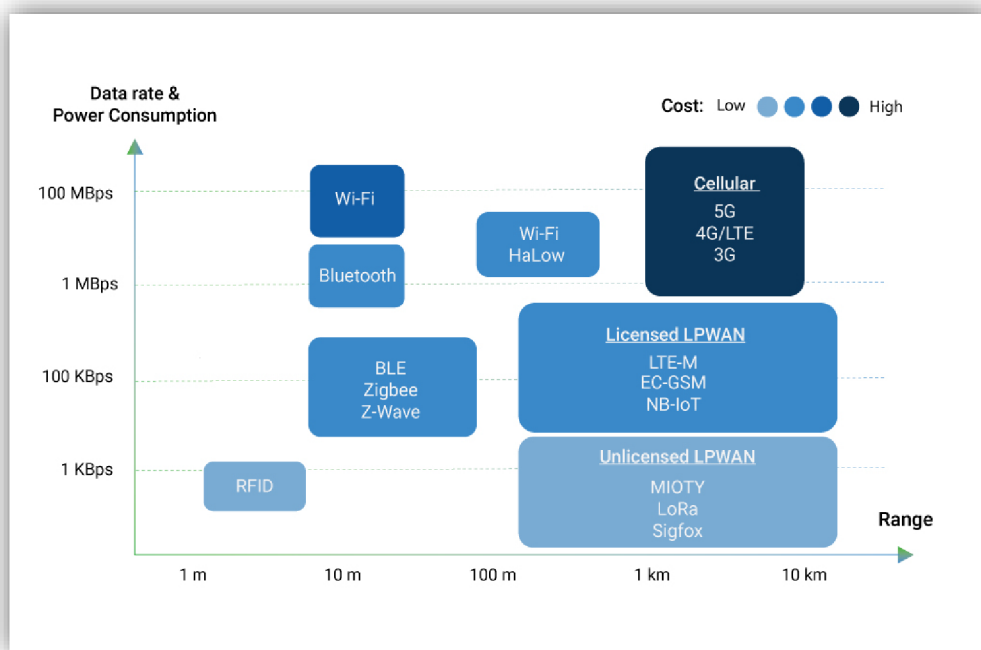 Data rate &
Power Consumption
Cost: Low High
100 MBps
Wi-Fi
Cellular
5G
4G/LTE
3G
Wi-Fi
HaLow
Bluetooth
1 MBps
Licensed LPWAN
LTE-M
EC-GSM
NB-IoT
100 KBps
BLE
Zigbee
Z-Wave
1 KBps
RFID
Unlicensed LPWAN
MIOTY
LoRa
Sigfox
Range
1 m 10 m 100 m 1 km 10 km